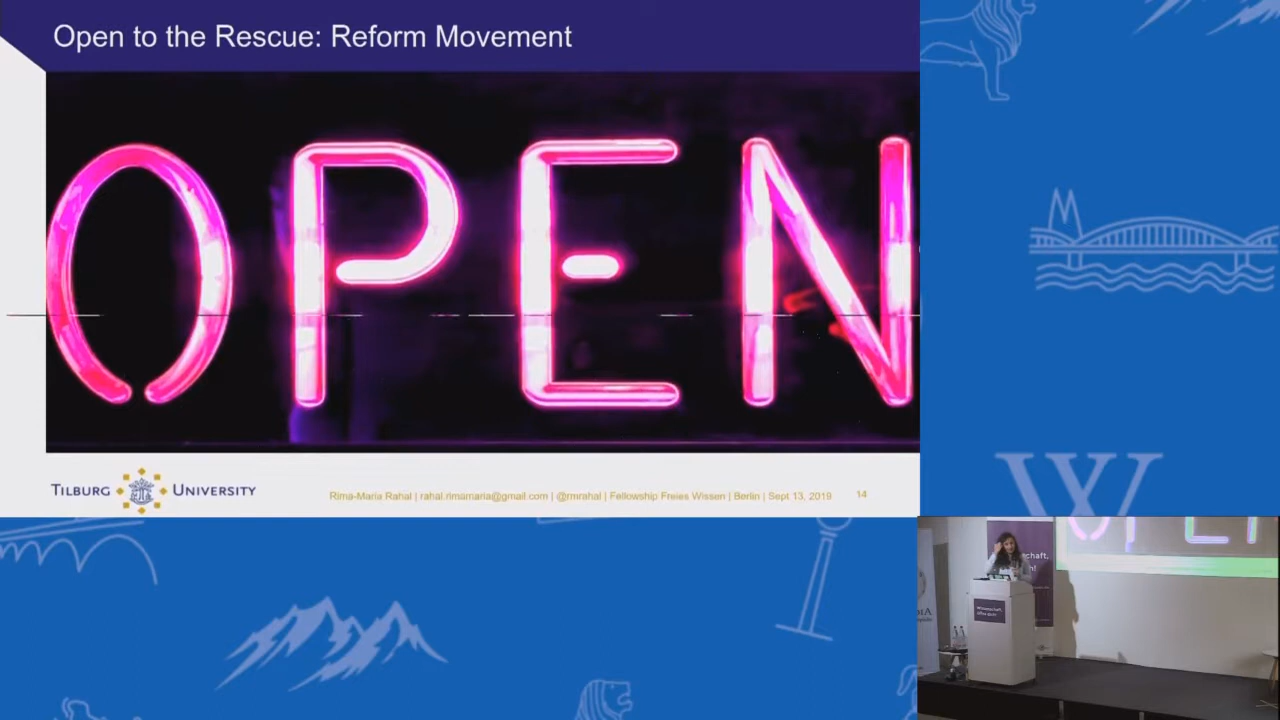 Open to the Rescue: Reform Movement
OPEN
TILBURG UNIVERSITY
Rima-Maria Rahal | rahal.rimamaria@gmail.com | @rmrahal | Fellowship Freies Wissen | Berlin | Sept 13, 2019
14
W